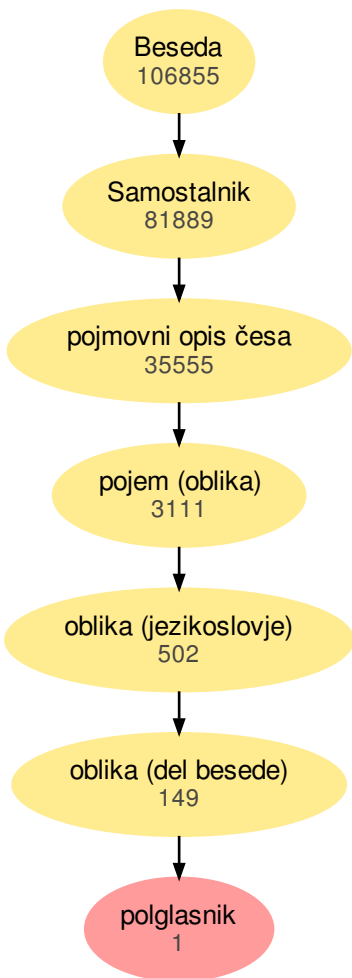 Beseda
106855
Samostalnik
81889
pojmovni opis česa
35555
pojem (oblika)
3111
oblika (jezikoslovje)
502
oblika (del besede)
149
polglasnik
1